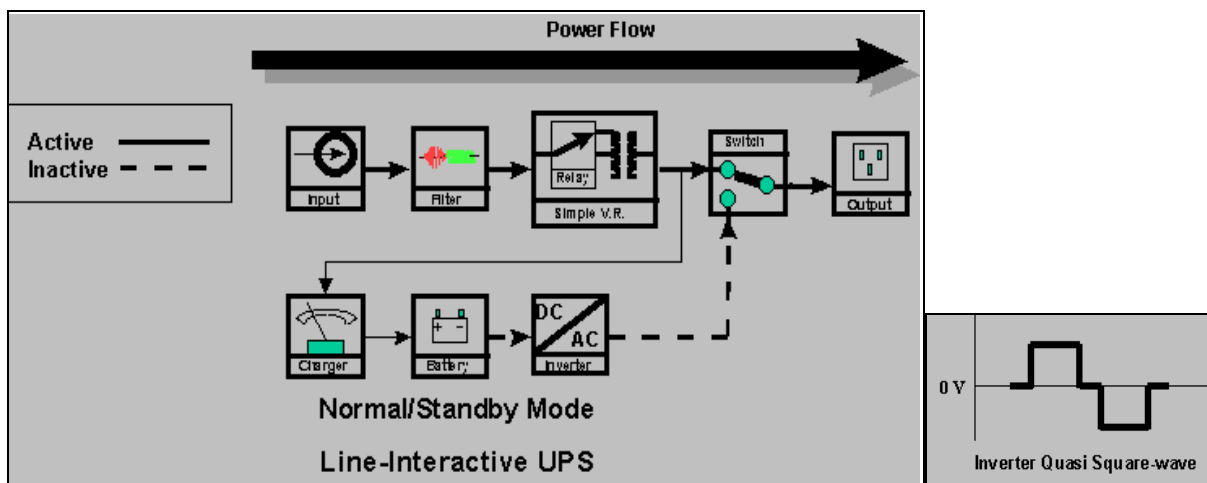 Power Flow
Active
Inactive
Switch
Relay
Input
Filter
Simple V.R.
Output
DC
AC
+ -
Charger
Battery
Inverter
Normal/Standby Mode
Line-Interactive UPS
0 V
Inverter Quasi Square-wave